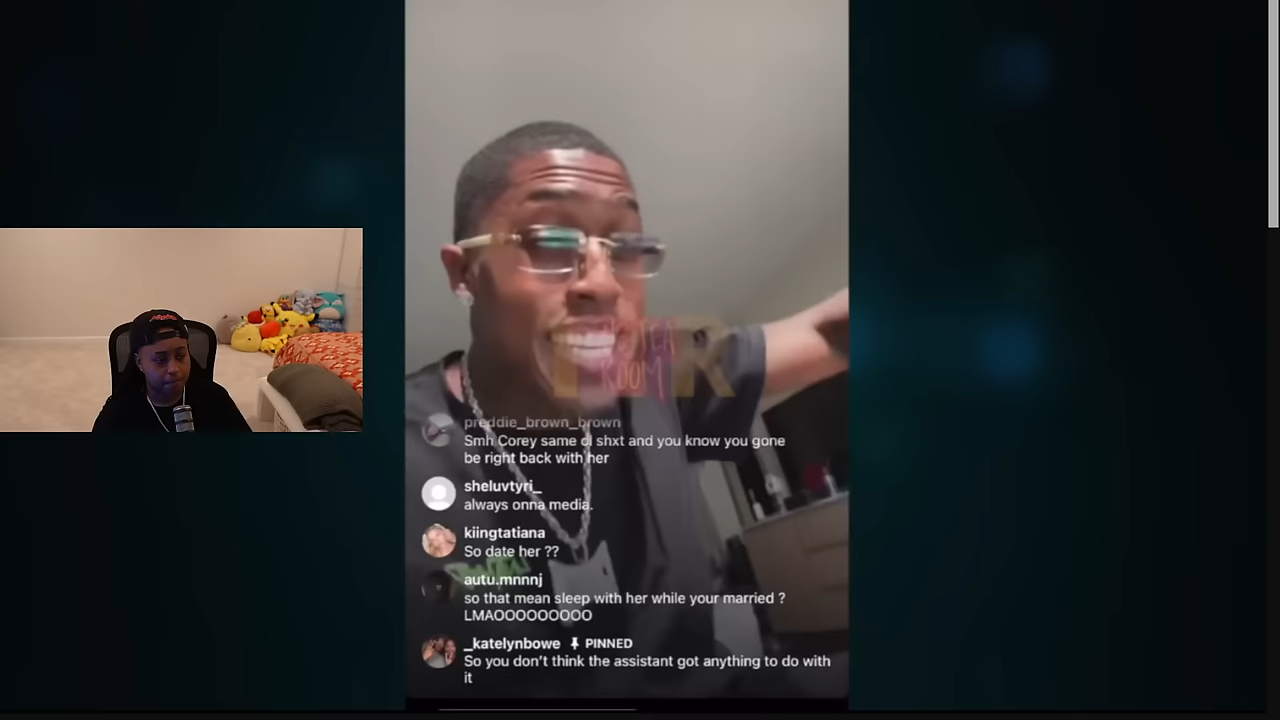 TEA
ROOM
preddie_brown_brown
Smh Corey same ol shxt and you know you gone
be right back with her
sheluvtyri_
always onna media.
kiingtatiana
So date her ??
autu.mnnnj
so that mean sleep with her while your married ?
LMAOOOOOOOOO
_katelynbowe PINNED
So you don't think the assistant got anything to do with
it